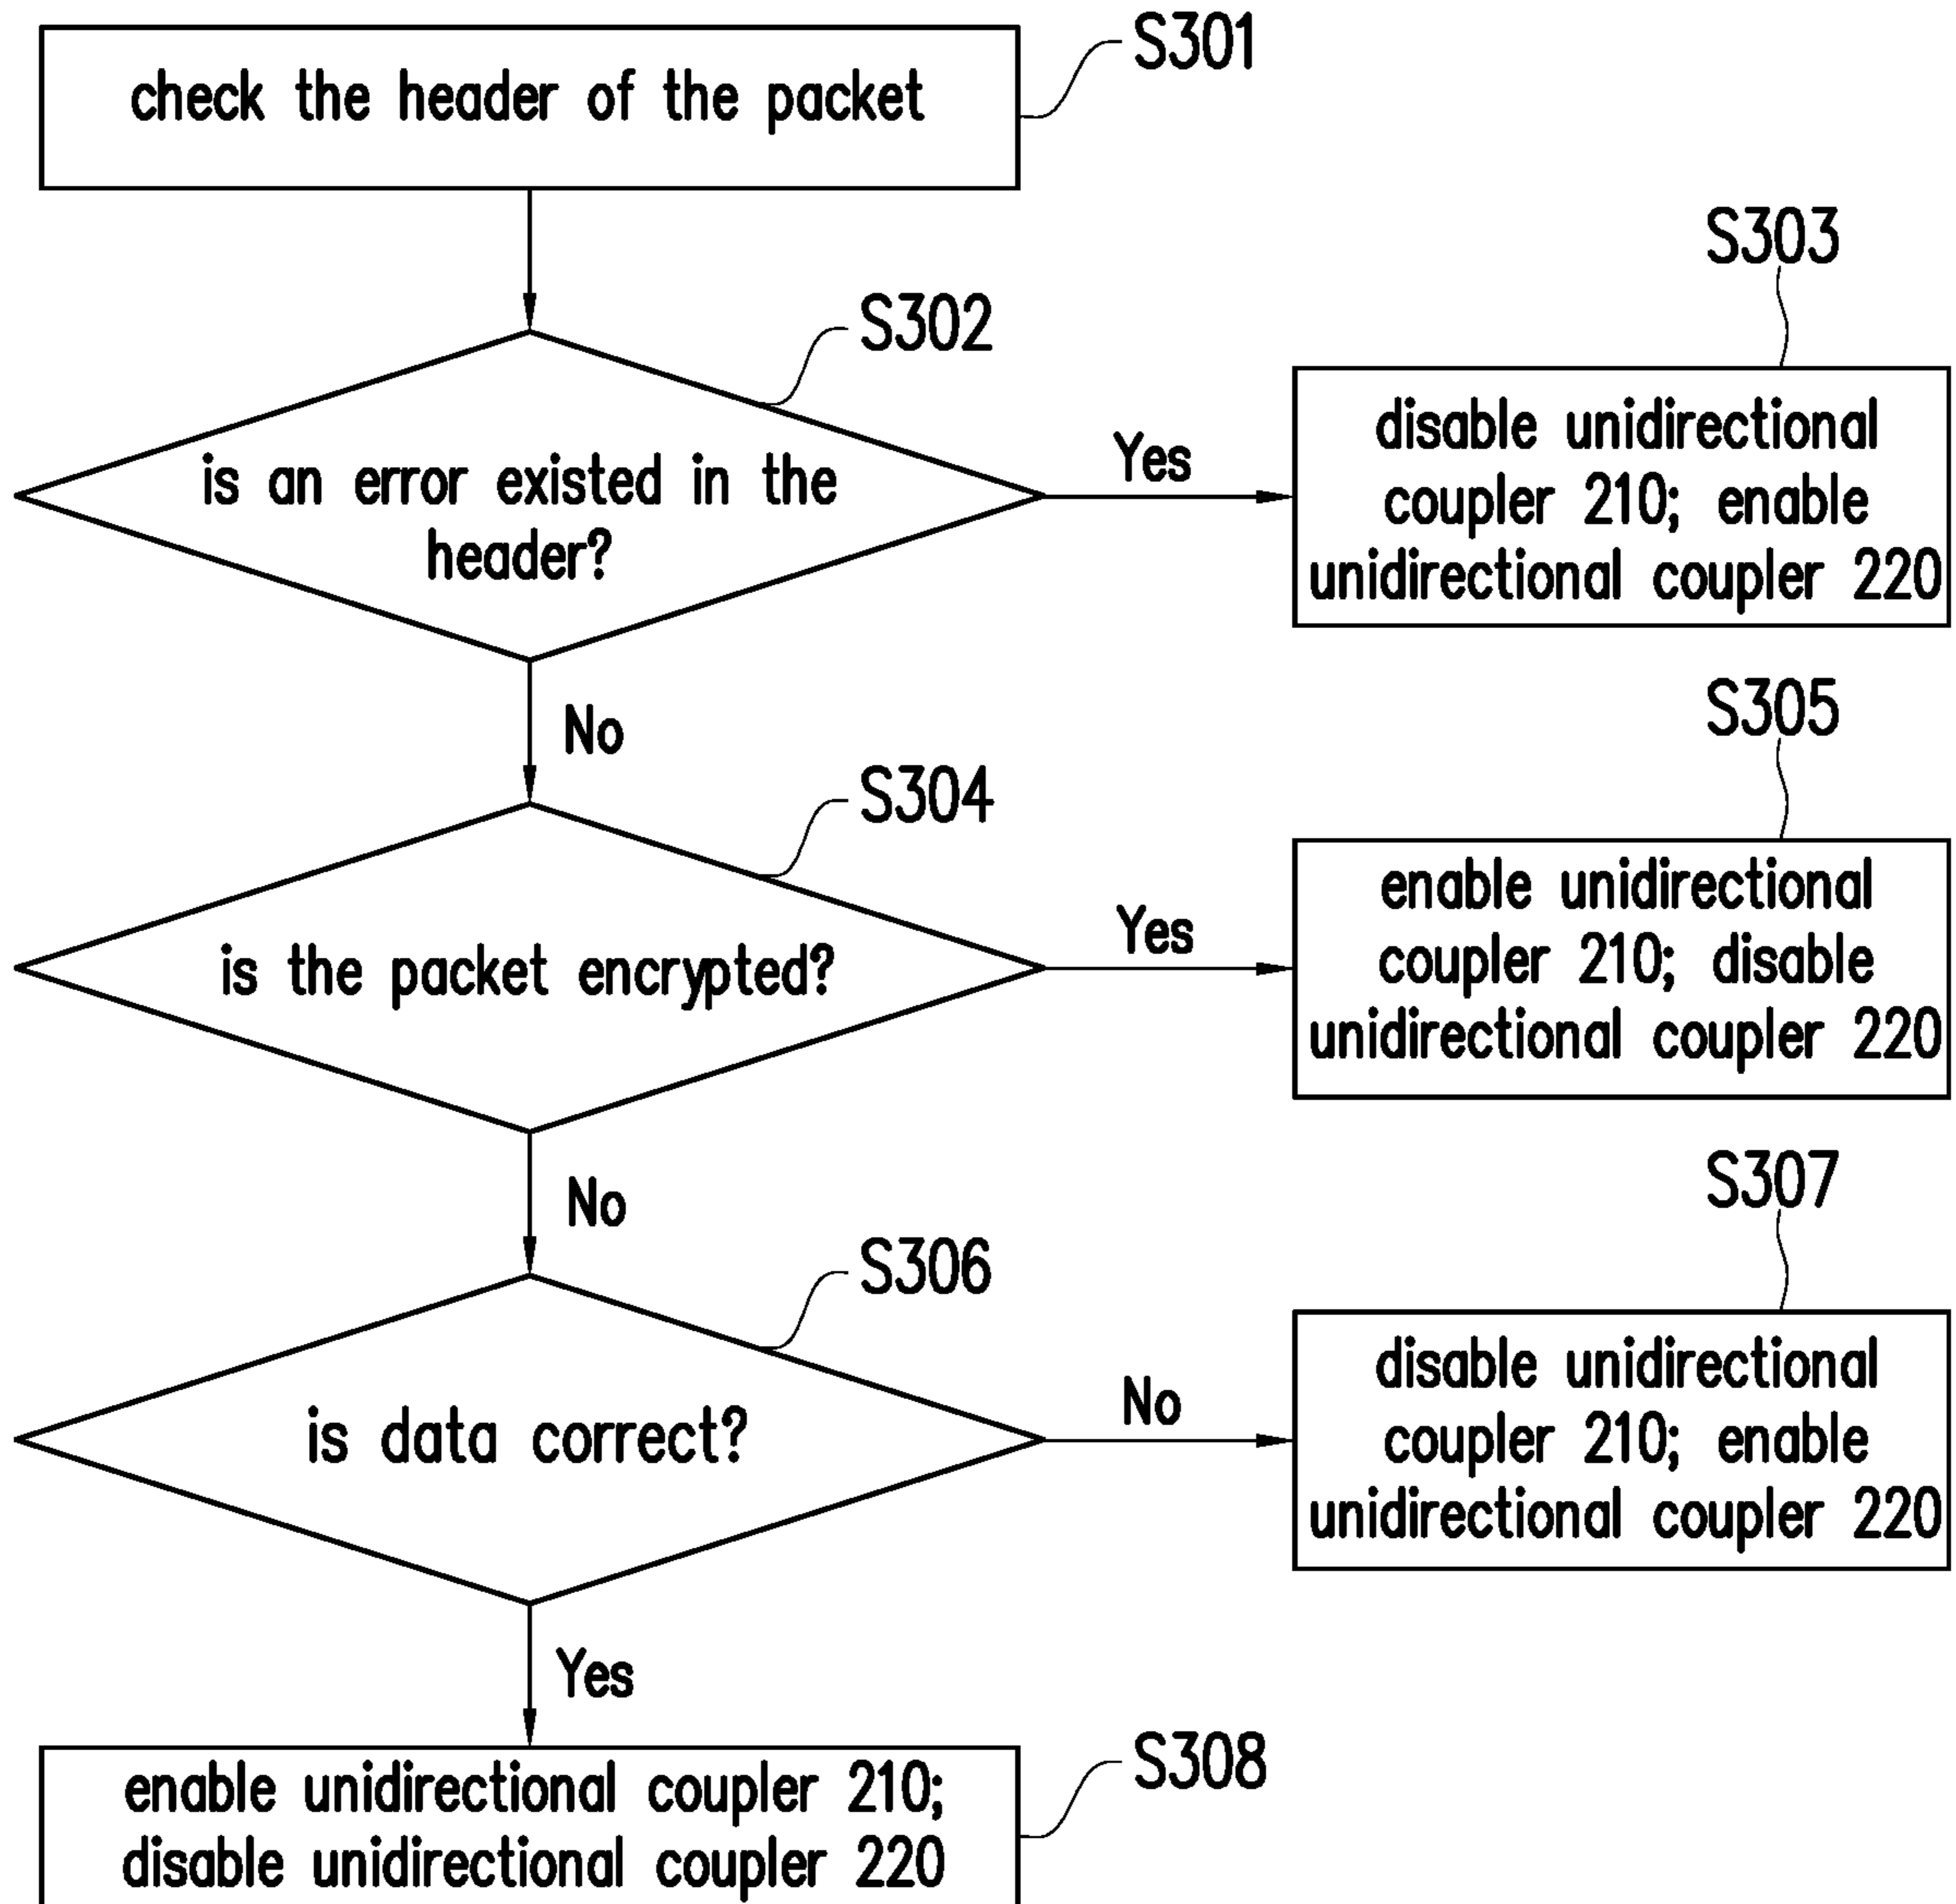 check the header of the packet
S301
S302
is an error existed in the
header?
Yes
S303
disable unidirectional
coupler 210; enable
unidirectional coupler 220
No
S304
is the packet encrypted?
Yes
S305
enable unidirectional
coupler 210; disable
unidirectional coupler 220
No
S306
is data correct?
No
S307
disable unidirectional
coupler 210; enable
unidirectional coupler 220
Yes
enable unidirectional coupler 210;
disable unidirectional coupler 220
S308